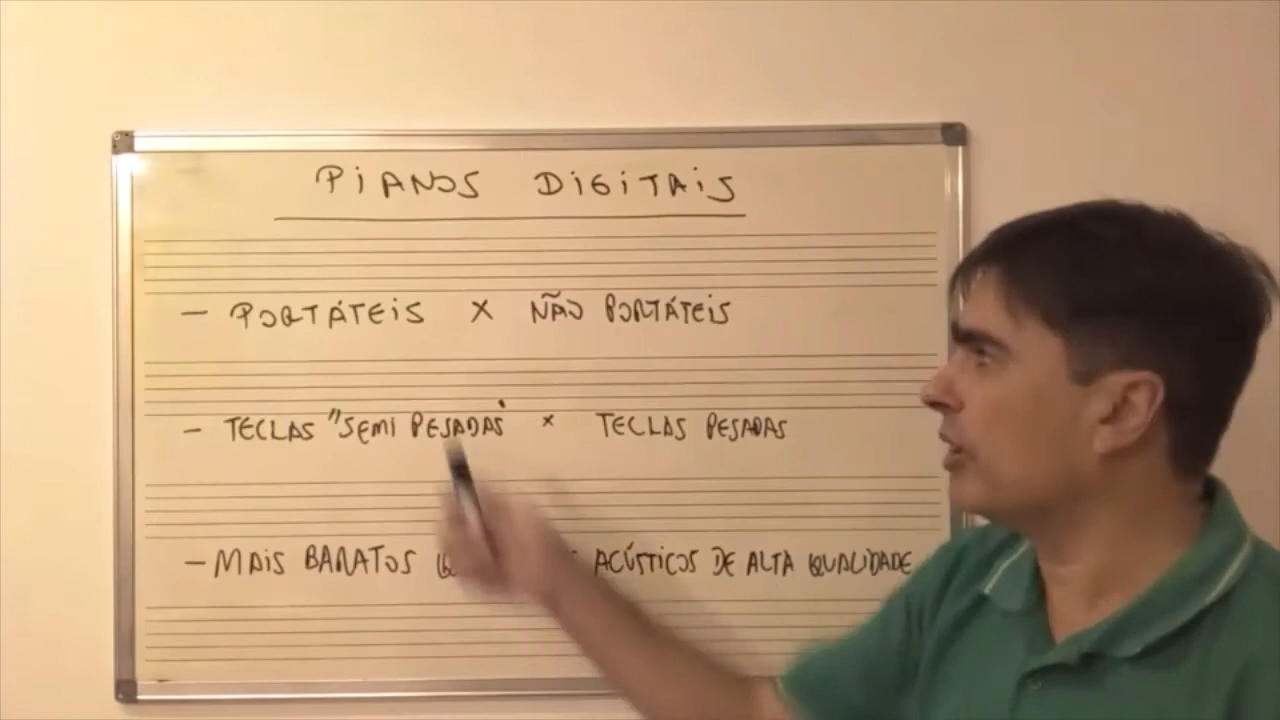 PIANOS DIGITAIS
- PORTÁTEIS X NÃO PORTÁTEIS
- TECLAS "SEMI PESADAS" X TECLAS PESADAS
- MAIS BARATOS ACÚSTICOS DE ALTA QUALIDADE